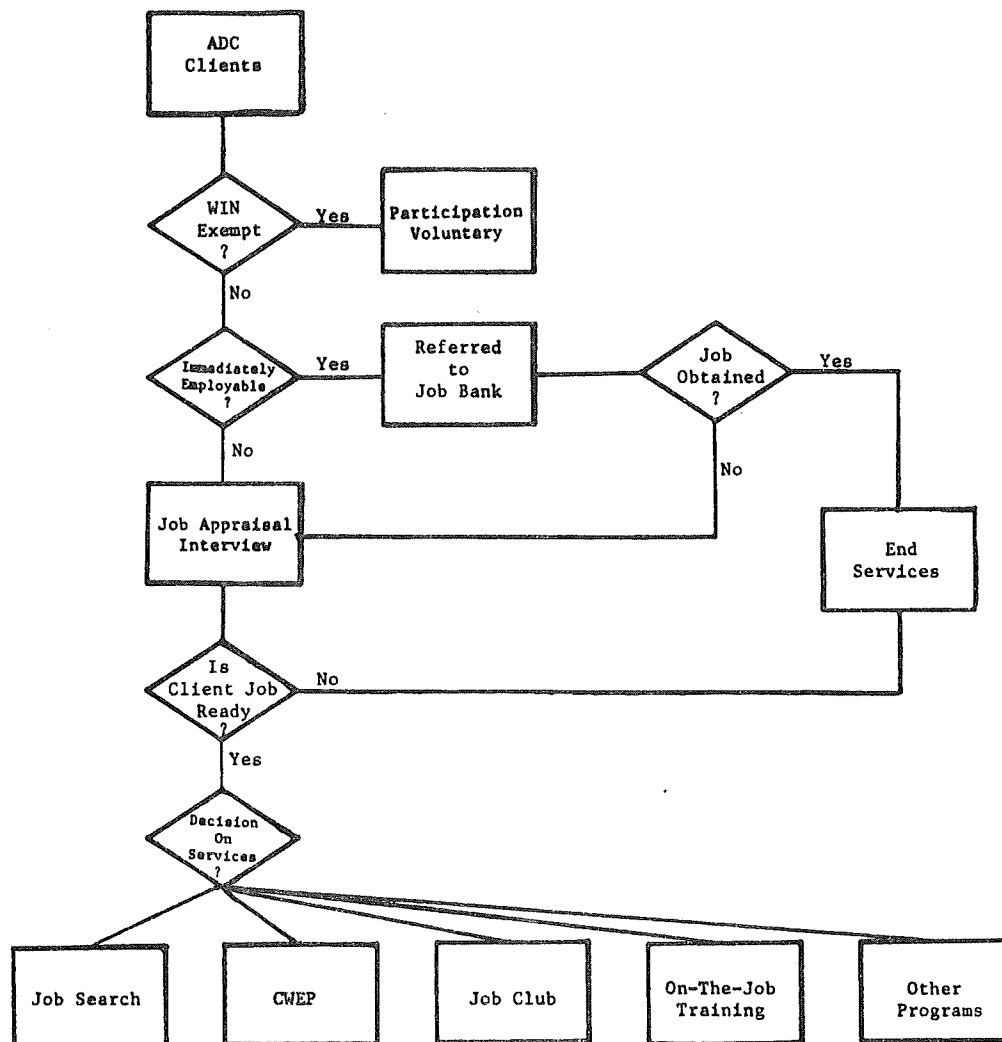 ADC
Clients
WIN
Exempt
?
Yes
Participation
Voluntary
No
Immediately
Employable
?
Yes
Referred
to
Job Bank
Job
Obtained
?
Yes
No
No
Job Appraisal
Interview
End
Services
Is
Client Job
Ready
?
No
Yes
Decision
On
Services
?
Job Search
CWEP
Job Club
On-The-Job
Training
Other
Programs